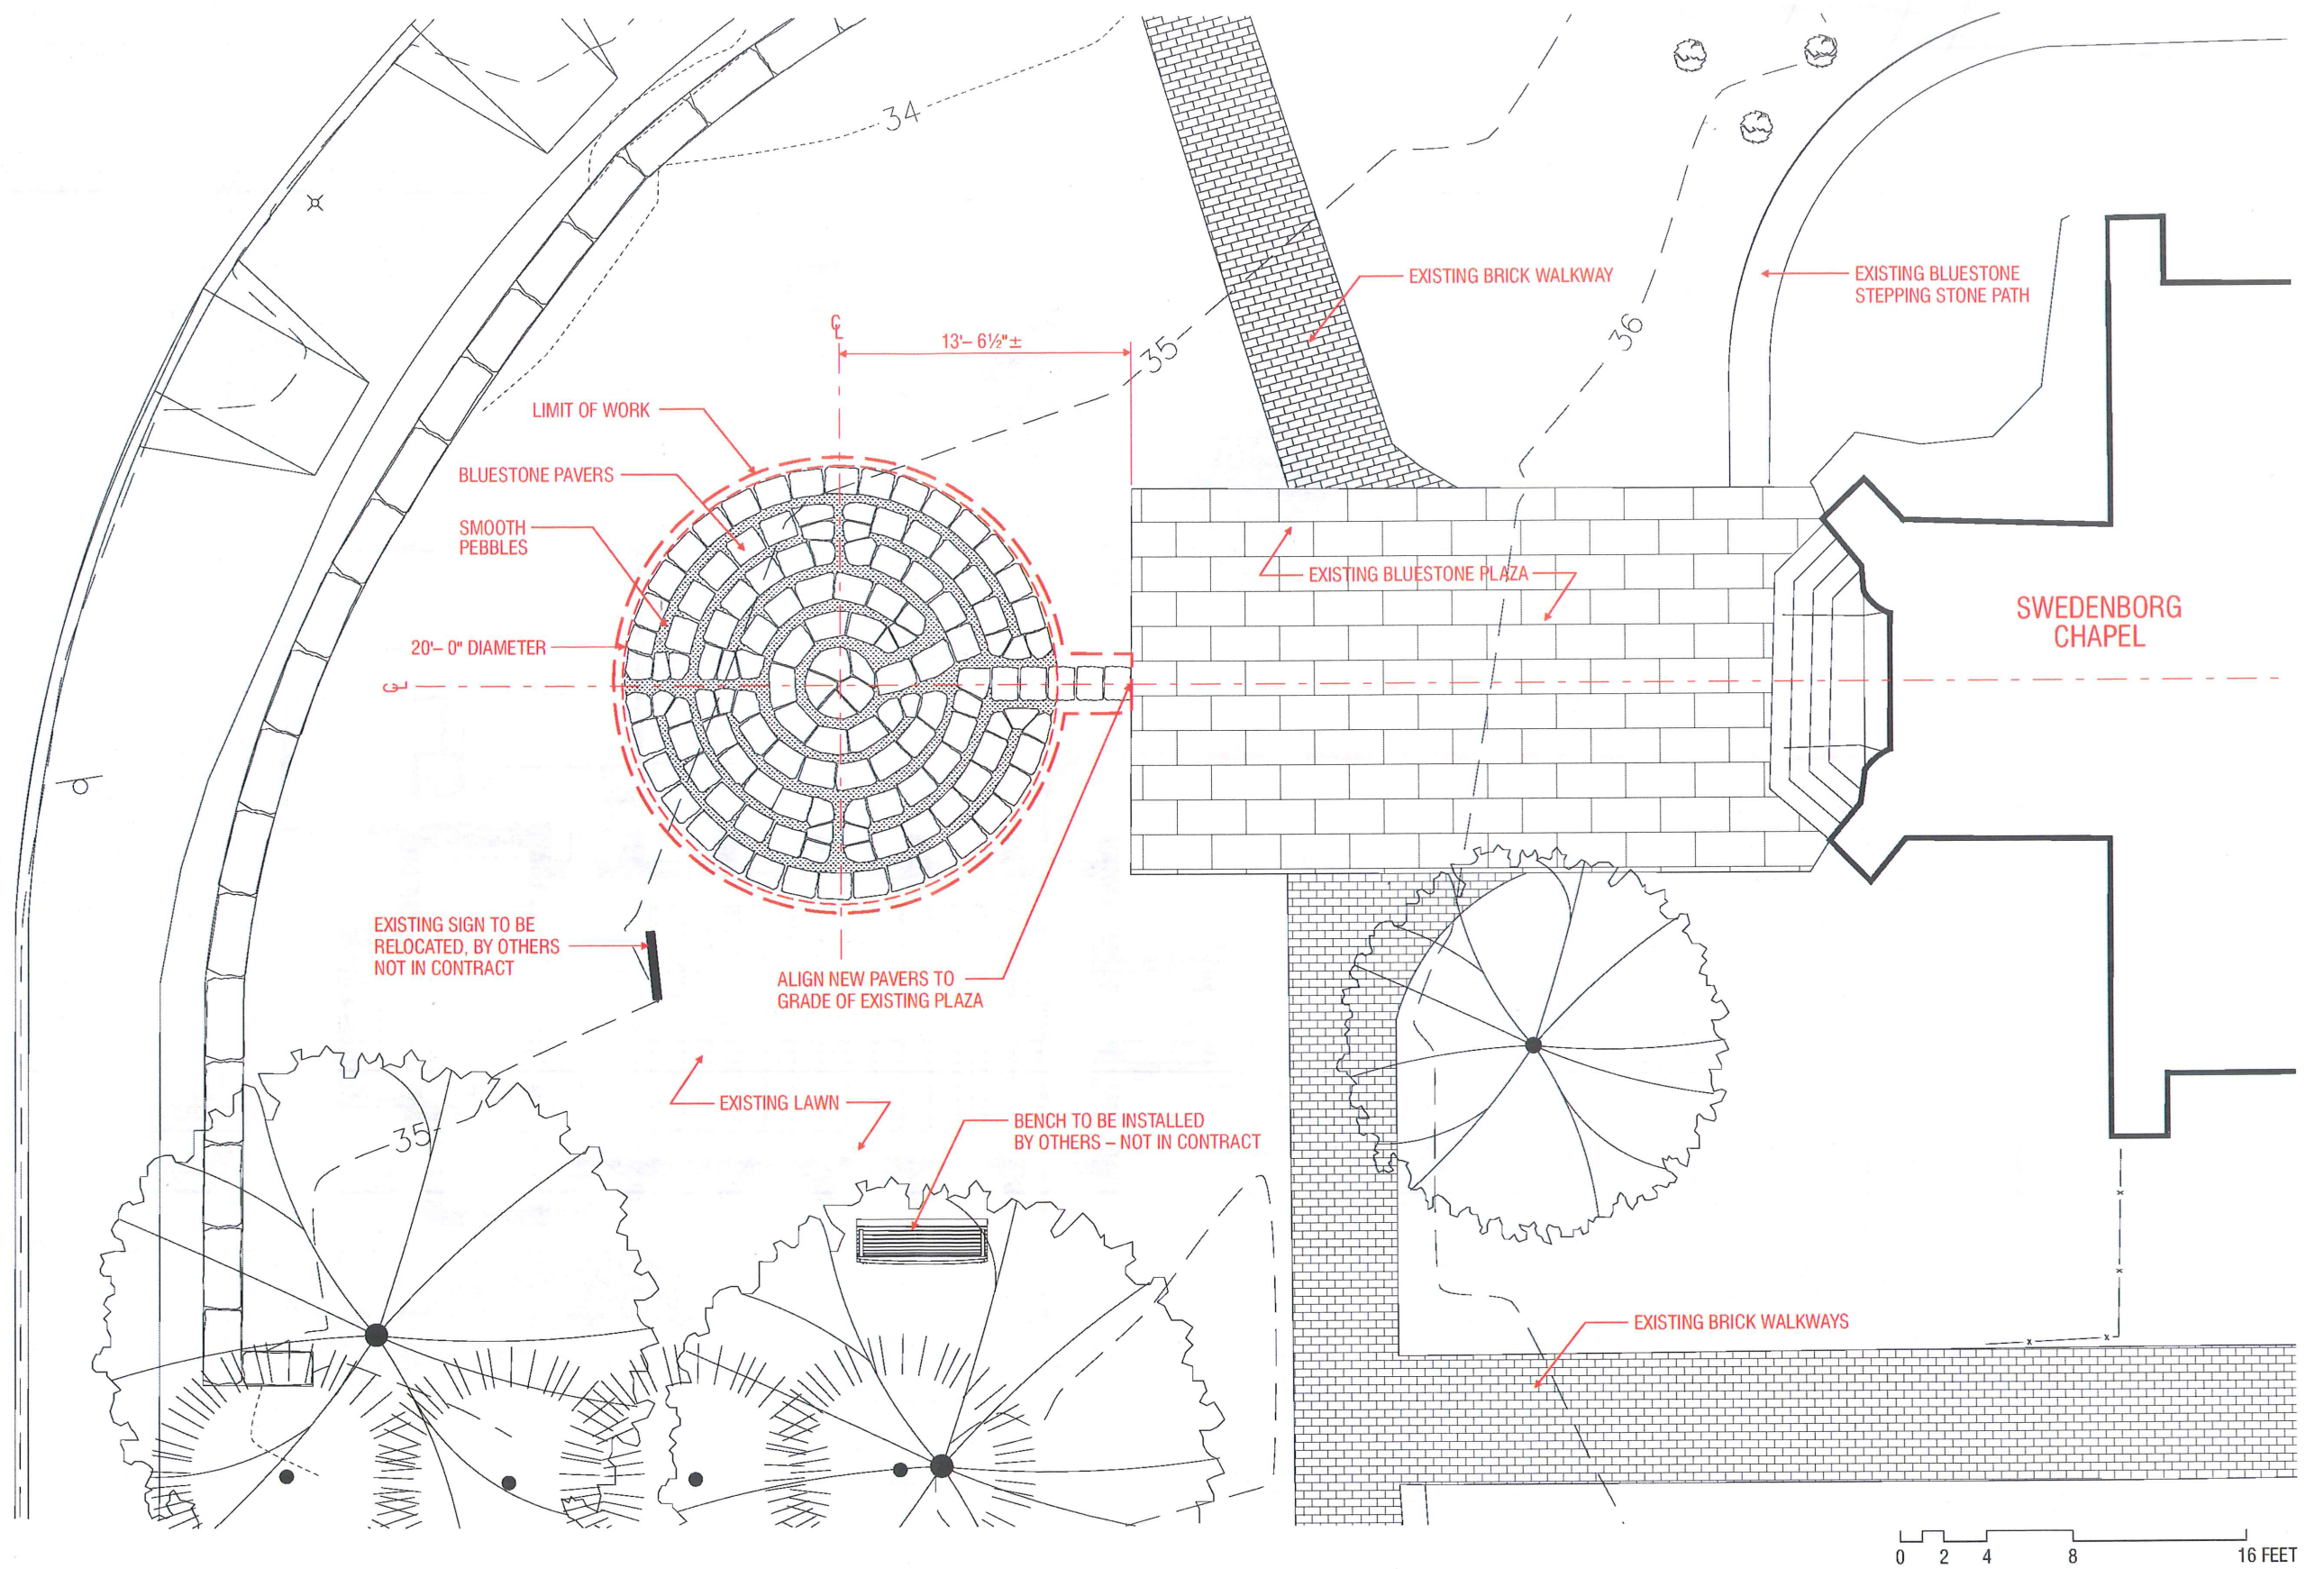 34
EXISTING BRICK WALKWAY
EXISTING BLUESTONE
STEPPING STONE PATH
36
35
13'– 6½"±
℄
LIMIT OF WORK
BLUESTONE PAVERS
SMOOTH
PEBBLES
EXISTING BLUESTONE PLAZA
SWEDENBORG
CHAPEL
20'– 0" DIAMETER
℄
EXISTING SIGN TO BE
RELOCATED, BY OTHERS
NOT IN CONTRACT
ALIGN NEW PAVERS TO
GRADE OF EXISTING PLAZA
EXISTING LAWN
35
BENCH TO BE INSTALLED
BY OTHERS – NOT IN CONTRACT
EXISTING BRICK WALKWAYS
0 2 4 8 16 FEET